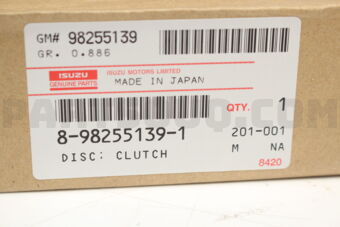 GM# 98255139
GR. 0.886
ISUZU
GENUINE PARTS
ISUZU MOTORS LIMITED
MADE IN JAPAN
QTY. 1
8-98255139-1
201-001
DISC: CLUTCH
M NA
8420